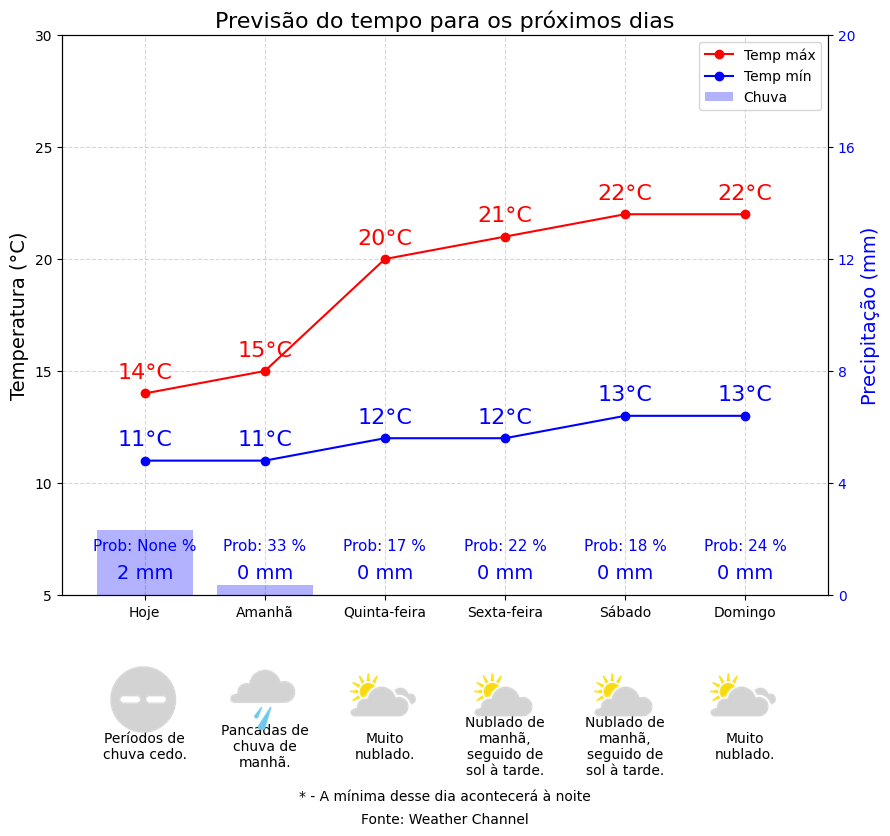 Previsão do tempo para os próximos dias
30
25
20
15
10
5
Temperatura (°C)
20
16
12
8
4
0
Precipitação (mm)
Temp máx
Temp mín
Chuva
14°C
15°C
20°C
21°C
22°C
22°C
11°C
11°C
12°C
12°C
13°C
13°C
Prob: None %
Prob: 33 %
Prob: 17 %
Prob: 22 %
Prob: 18 %
Prob: 24 %
2 mm
0 mm
0 mm
0 mm
0 mm
0 mm
Hoje
Amanhã
Quinta-feira
Sexta-feira
Sábado
Domingo
Períodos de
chuva cedo.
Pancadas de
chuva de
manhã.
Muito
nublado.
Nublado de
manhã,
seguido de
sol à tarde.
Nublado de
manhã,
seguido de
sol à tarde.
Muito
nublado.
* - A mínima desse dia acontecerá à noite
Fonte: Weather Channel